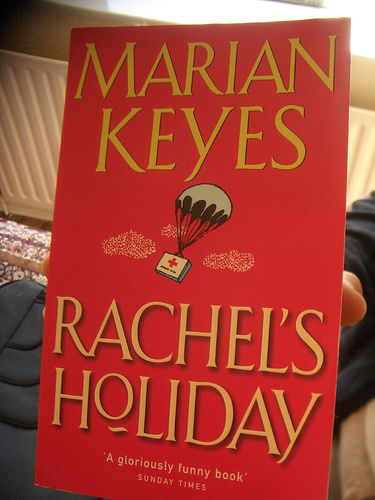 MARIAN
KEYES
RACHEL'S
HOLIDAY
'A gloriously funny book'
SUNDAY TIMES